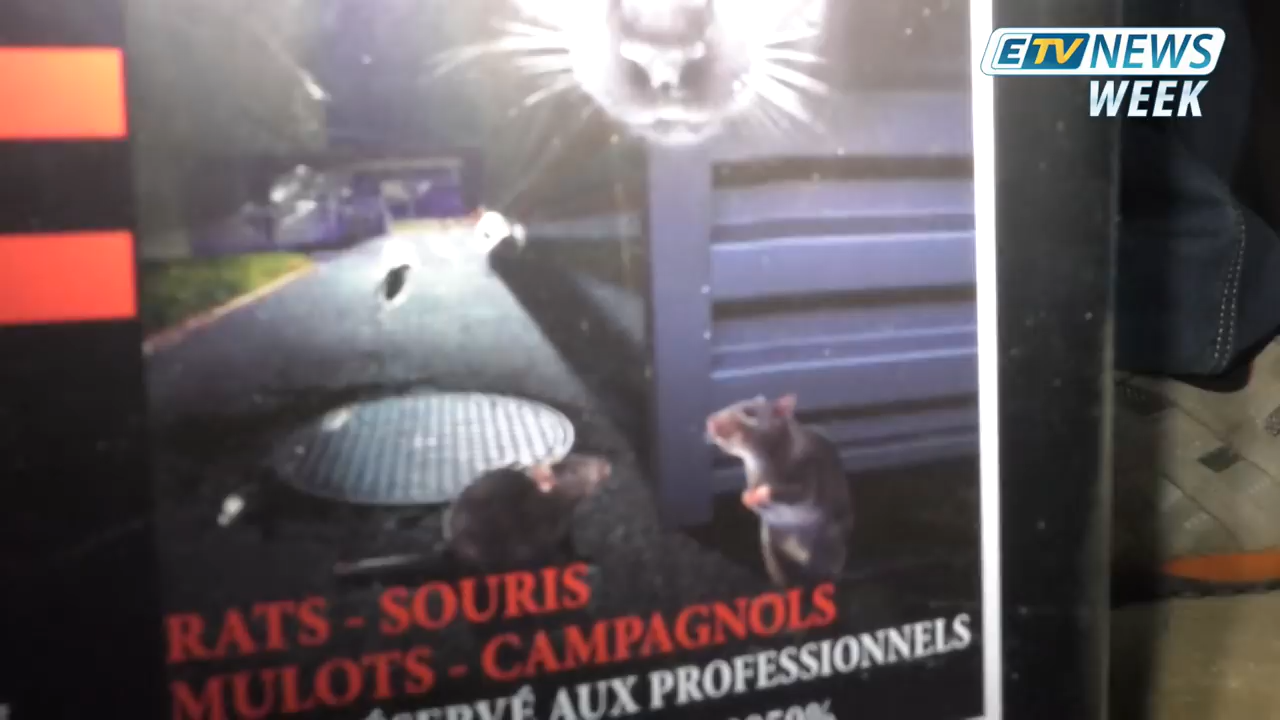 ETV NEWS
WEEK
RATS - SOURIS
MULOTS - CAMPAGNOLS
AUX PROFESSIONNELS